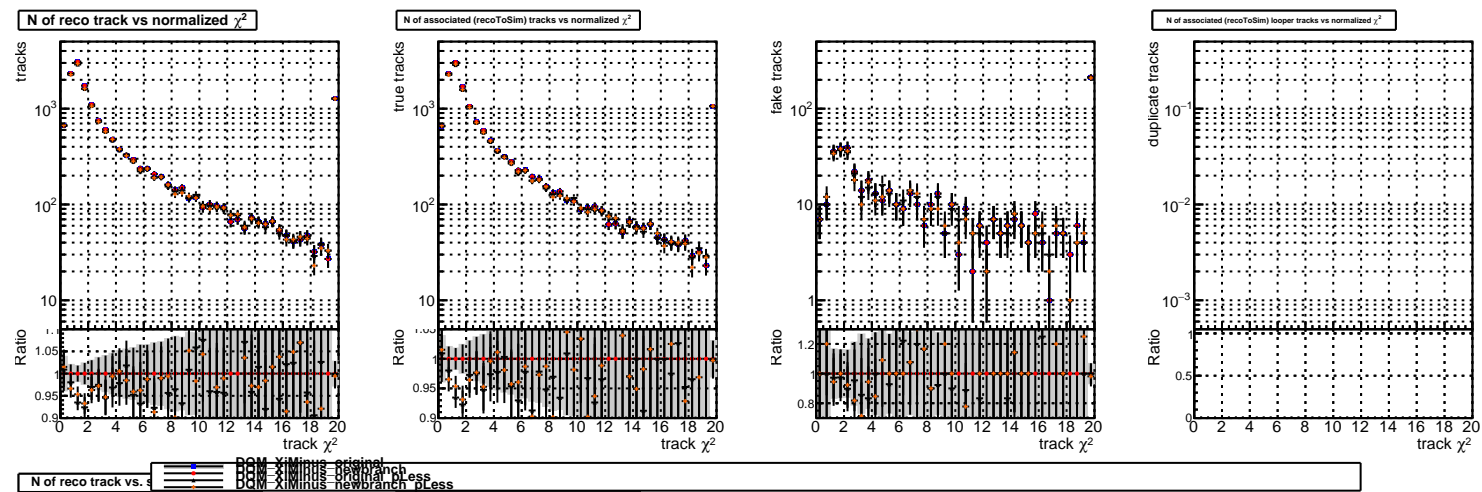 N of reco track vs normalized χ²
N of associated (recoToSim) tracks vs normalized χ²
N of associated (recoToSim) looper tracks vs normalized χ²
tracks
10³
10²
10
true tracks
10³
10²
10
fake tracks
10²
10
1
duplicate tracks
10⁻¹
10⁻²
10⁻³
Ratio
1.1
1.05
1
0.95
0.9
Ratio
1.05
1
0.95
0.9
Ratio
1.2
1
0.8
Ratio
1
0.5
0
0 2 4 6 8 10 12 14 16 18 20
track χ²
0 2 4 6 8 10 12 14 16 18 20
track χ²
0 2 4 6 8 10 12 14 16 18 20
track χ²
0 2 4 6 8 10 12 14 16 18 20
track χ²
DQM_XiMinus_original
DQM_XiMinus_newbranch
DQM_XiMinus_original_pLess
DQM_XiMinus_newbranch_pLess
N of reco track vs.